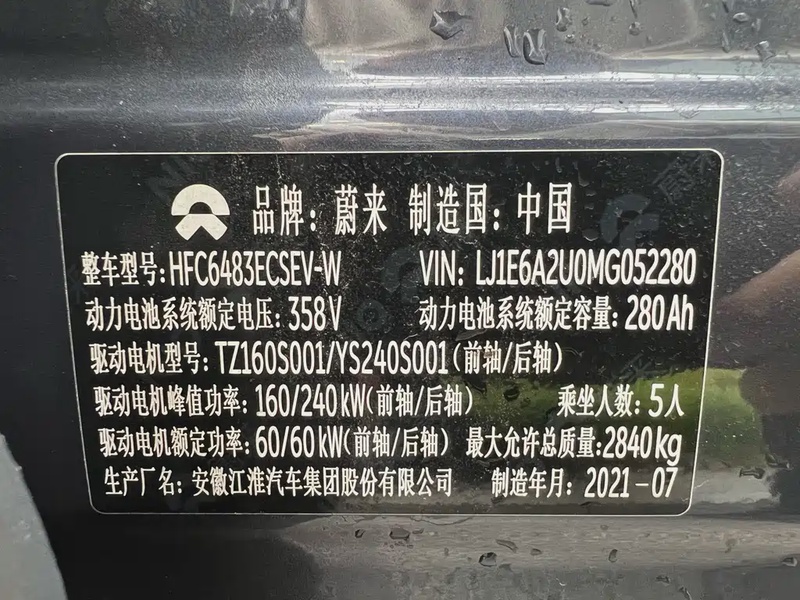 品牌：蔚来 制造国：中国
整车型号：HFC6483ECSEV-W VIN：LJ1E6A2U0MG052280
动力电池系统额定电压：358V 动力电池系统额定容量：280Ah
驱动电机型号：TZ160S001/YS240S001(前轴/后轴)
驱动电机峰值功率：160/240kW(前轴/后轴) 乘坐人数：5人
驱动电机额定功率：60/60kW(前轴/后轴) 最大允许总质量：2840kg
生产厂名：安徽江淮汽车集团股份有限公司 制造年月：2021-07